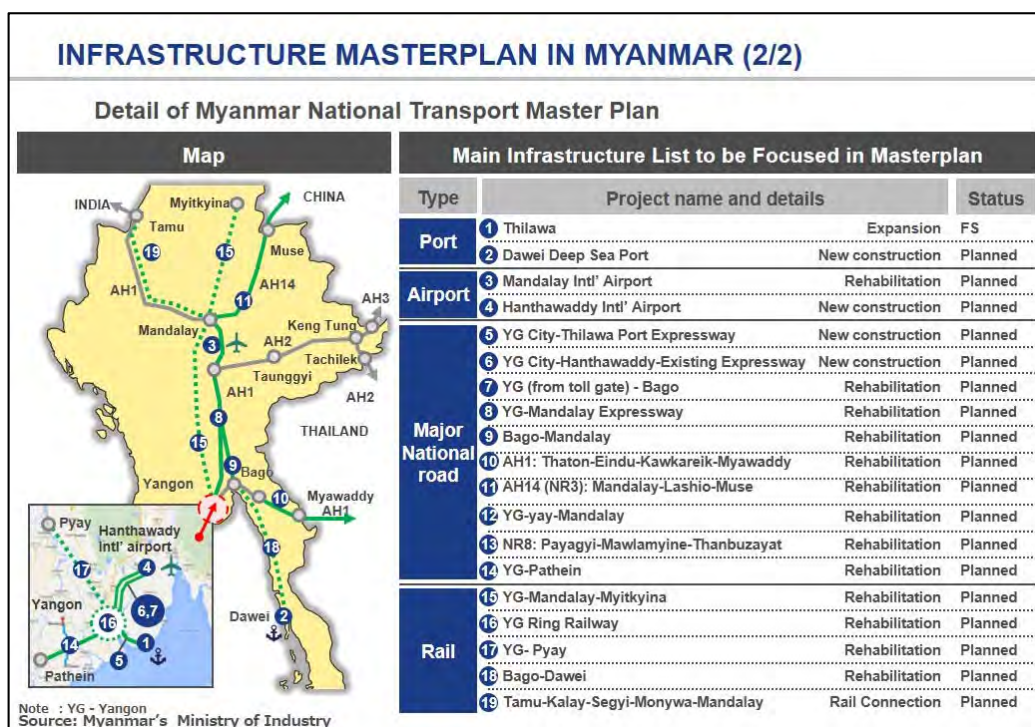 INFRASTRUCTURE MASTERPLAN IN MYANMAR (2/2)
Detail of Myanmar National Transport Master Plan
Map
INDIA
Myitkyina
CHINA
Tamu
19
15
Muse
11
AH14
AH1
AH3
Mandalay
Keng Tung
3
AH2
Tachilek
Taunggyi
AH1
AH2
8
THAILAND
15
9
Bago
Yangon
10
Myawaddy
AH1
18
Dawei
2
Pyay
Hanthawady
intl' airport
17
4
Yangon
6,7
16
14
1
5
Pathein
Note : YG - Yangon
Source: Myanmar's Ministry of Industry
Main Infrastructure List to be Focused in Masterplan
Type Project name and details Status
Port
1 Thilawa Expansion FS
2 Dawei Deep Sea Port New construction Planned
Airport
3 Mandalay Intl' Airport Rehabilitation Planned
4 Hanthawaddy Intl' Airport New construction Planned
Major
National
road
5 YG City-Thilawa Port Expressway New construction Planned
6 YG City-Hanthawaddy-Existing Expressway New construction Planned
7 YG (from toll gate) - Bago Rehabilitation Planned
8 YG-Mandalay Expressway Rehabilitation Planned
9 Bago-Mandalay Rehabilitation Planned
10 AH1: Thaton-Eindu-Kawkareik-Myawaddy Rehabilitation Planned
11 AH14 (NR3): Mandalay-Lashio-Muse Rehabilitation Planned
12 YG-yay-Mandalay Rehabilitation Planned
13 NR8: Payagyi-Mawlamyine-Thanbuzayat Rehabilitation Planned
14 YG-Pathein Rehabilitation Planned
Rail
15 YG-Mandalay-Myitkyina Rehabilitation Planned
16 YG Ring Railway Rehabilitation Planned
17 YG- Pyay Rehabilitation Planned
18 Bago-Dawei Rehabilitation Planned
19 Tamu-Kalay-Segyi-Monywa-Mandalay Rail Connection Planned